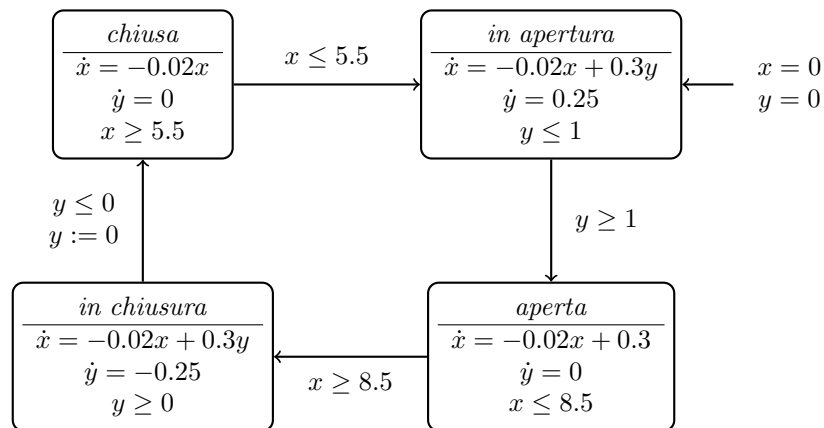 chiusa
ẋ = −0.02x
ẏ = 0
x ≥ 5.5
x ≤ 5.5
in apertura
ẋ = −0.02x + 0.3y
ẏ = 0.25
y ≤ 1
x = 0
y = 0
y ≤ 0
y := 0
y ≥ 1
in chiusura
ẋ = −0.02x + 0.3y
ẏ = −0.25
y ≥ 0
x ≥ 8.5
aperta
ẋ = −0.02x + 0.3
ẏ = 0
x ≤ 8.5